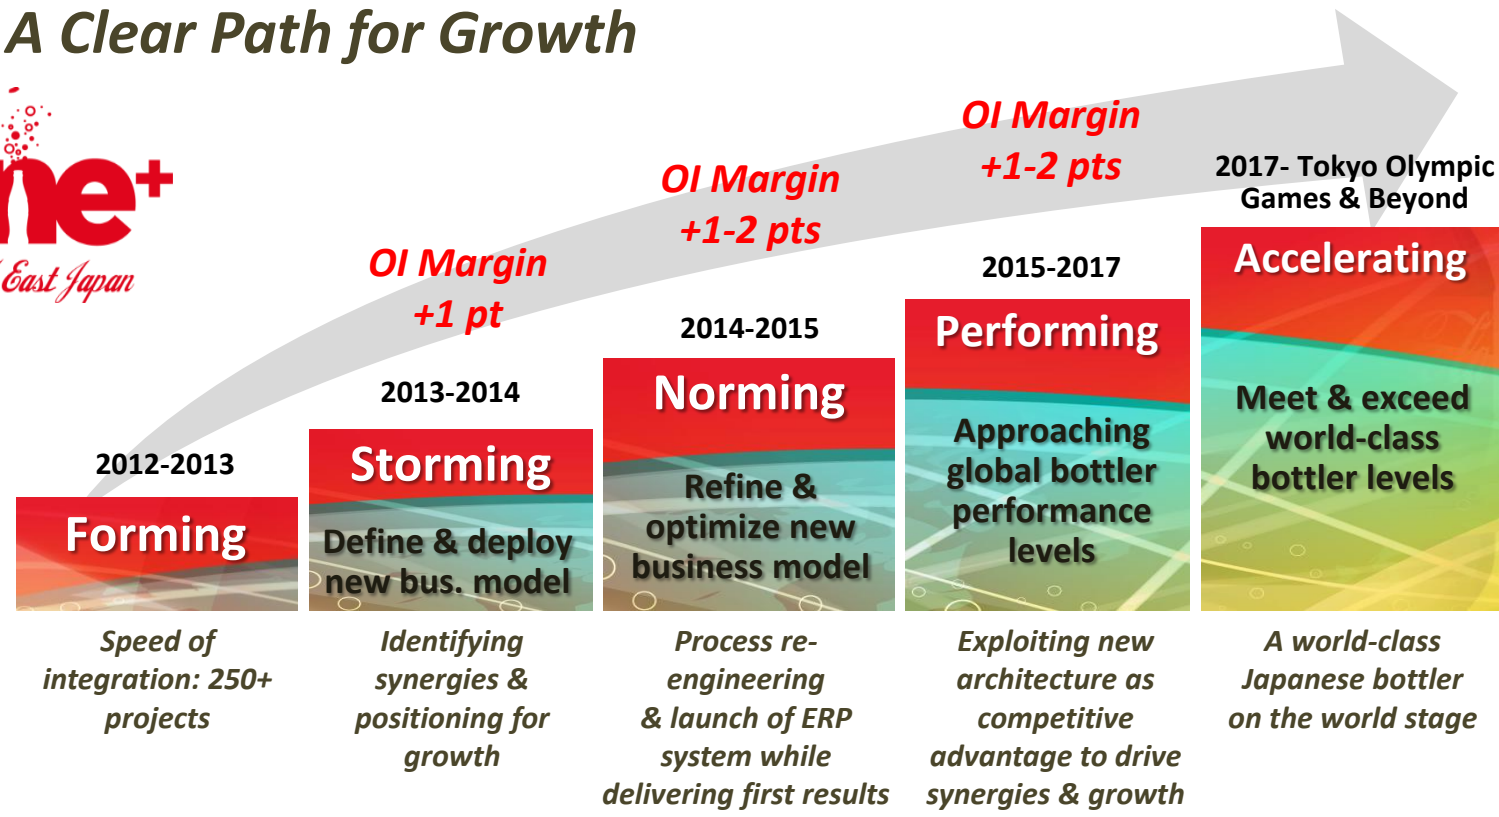 A Clear Path for Growth
ne+
East Japan
OI Margin
+1 pt
OI Margin
+1-2 pts
OI Margin
+1-2 pts
2012-2013
Forming
Speed of
integration: 250+
projects
2013-2014
Storming
Define & deploy
new bus. model
Identifying
synergies &
positioning for
growth
2014-2015
Norming
Refine &
optimize new
business model
Process re-
engineering
& launch of ERP
system while
delivering first results
2015-2017
Performing
Approaching
global bottler
performance
levels
Exploiting new
architecture as
competitive
advantage to drive
synergies & growth
2017- Tokyo Olympic
Games & Beyond
Accelerating
Meet & exceed
world-class
bottler levels
A world-class
Japanese bottler
on the world stage